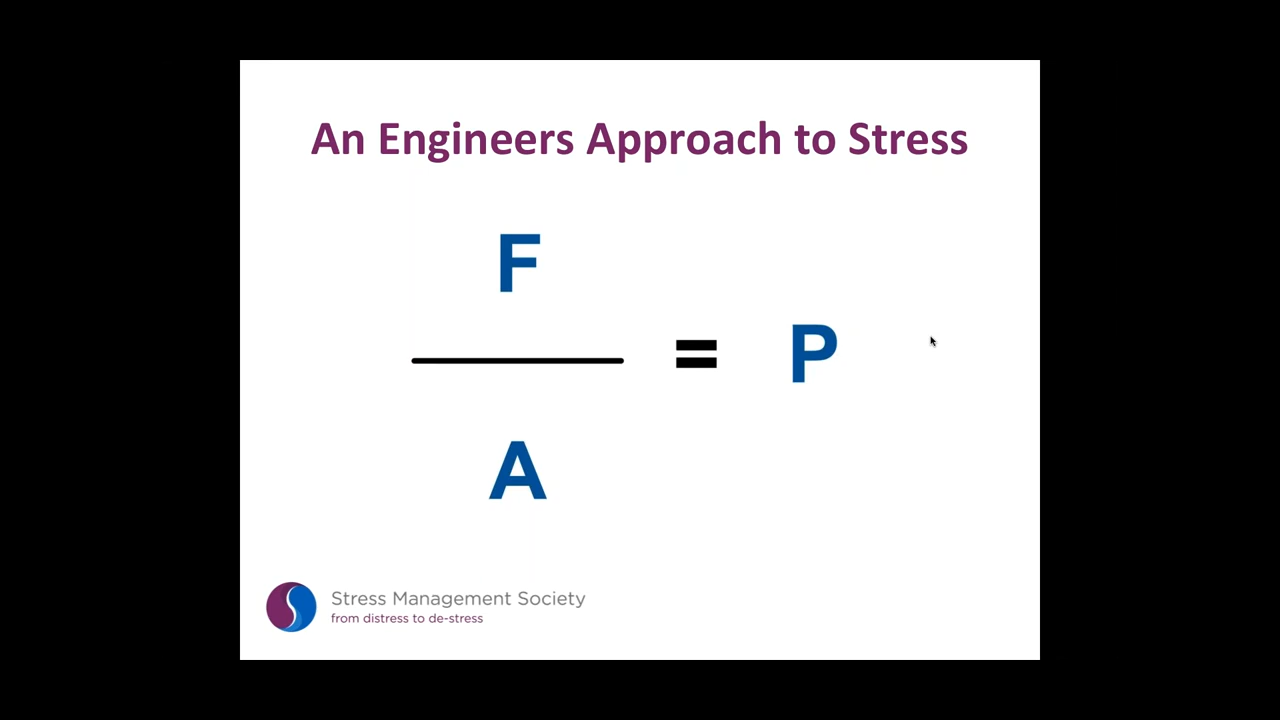 An Engineers Approach to Stress
F
= P
A
Stress Management Society
from distress to de-stress